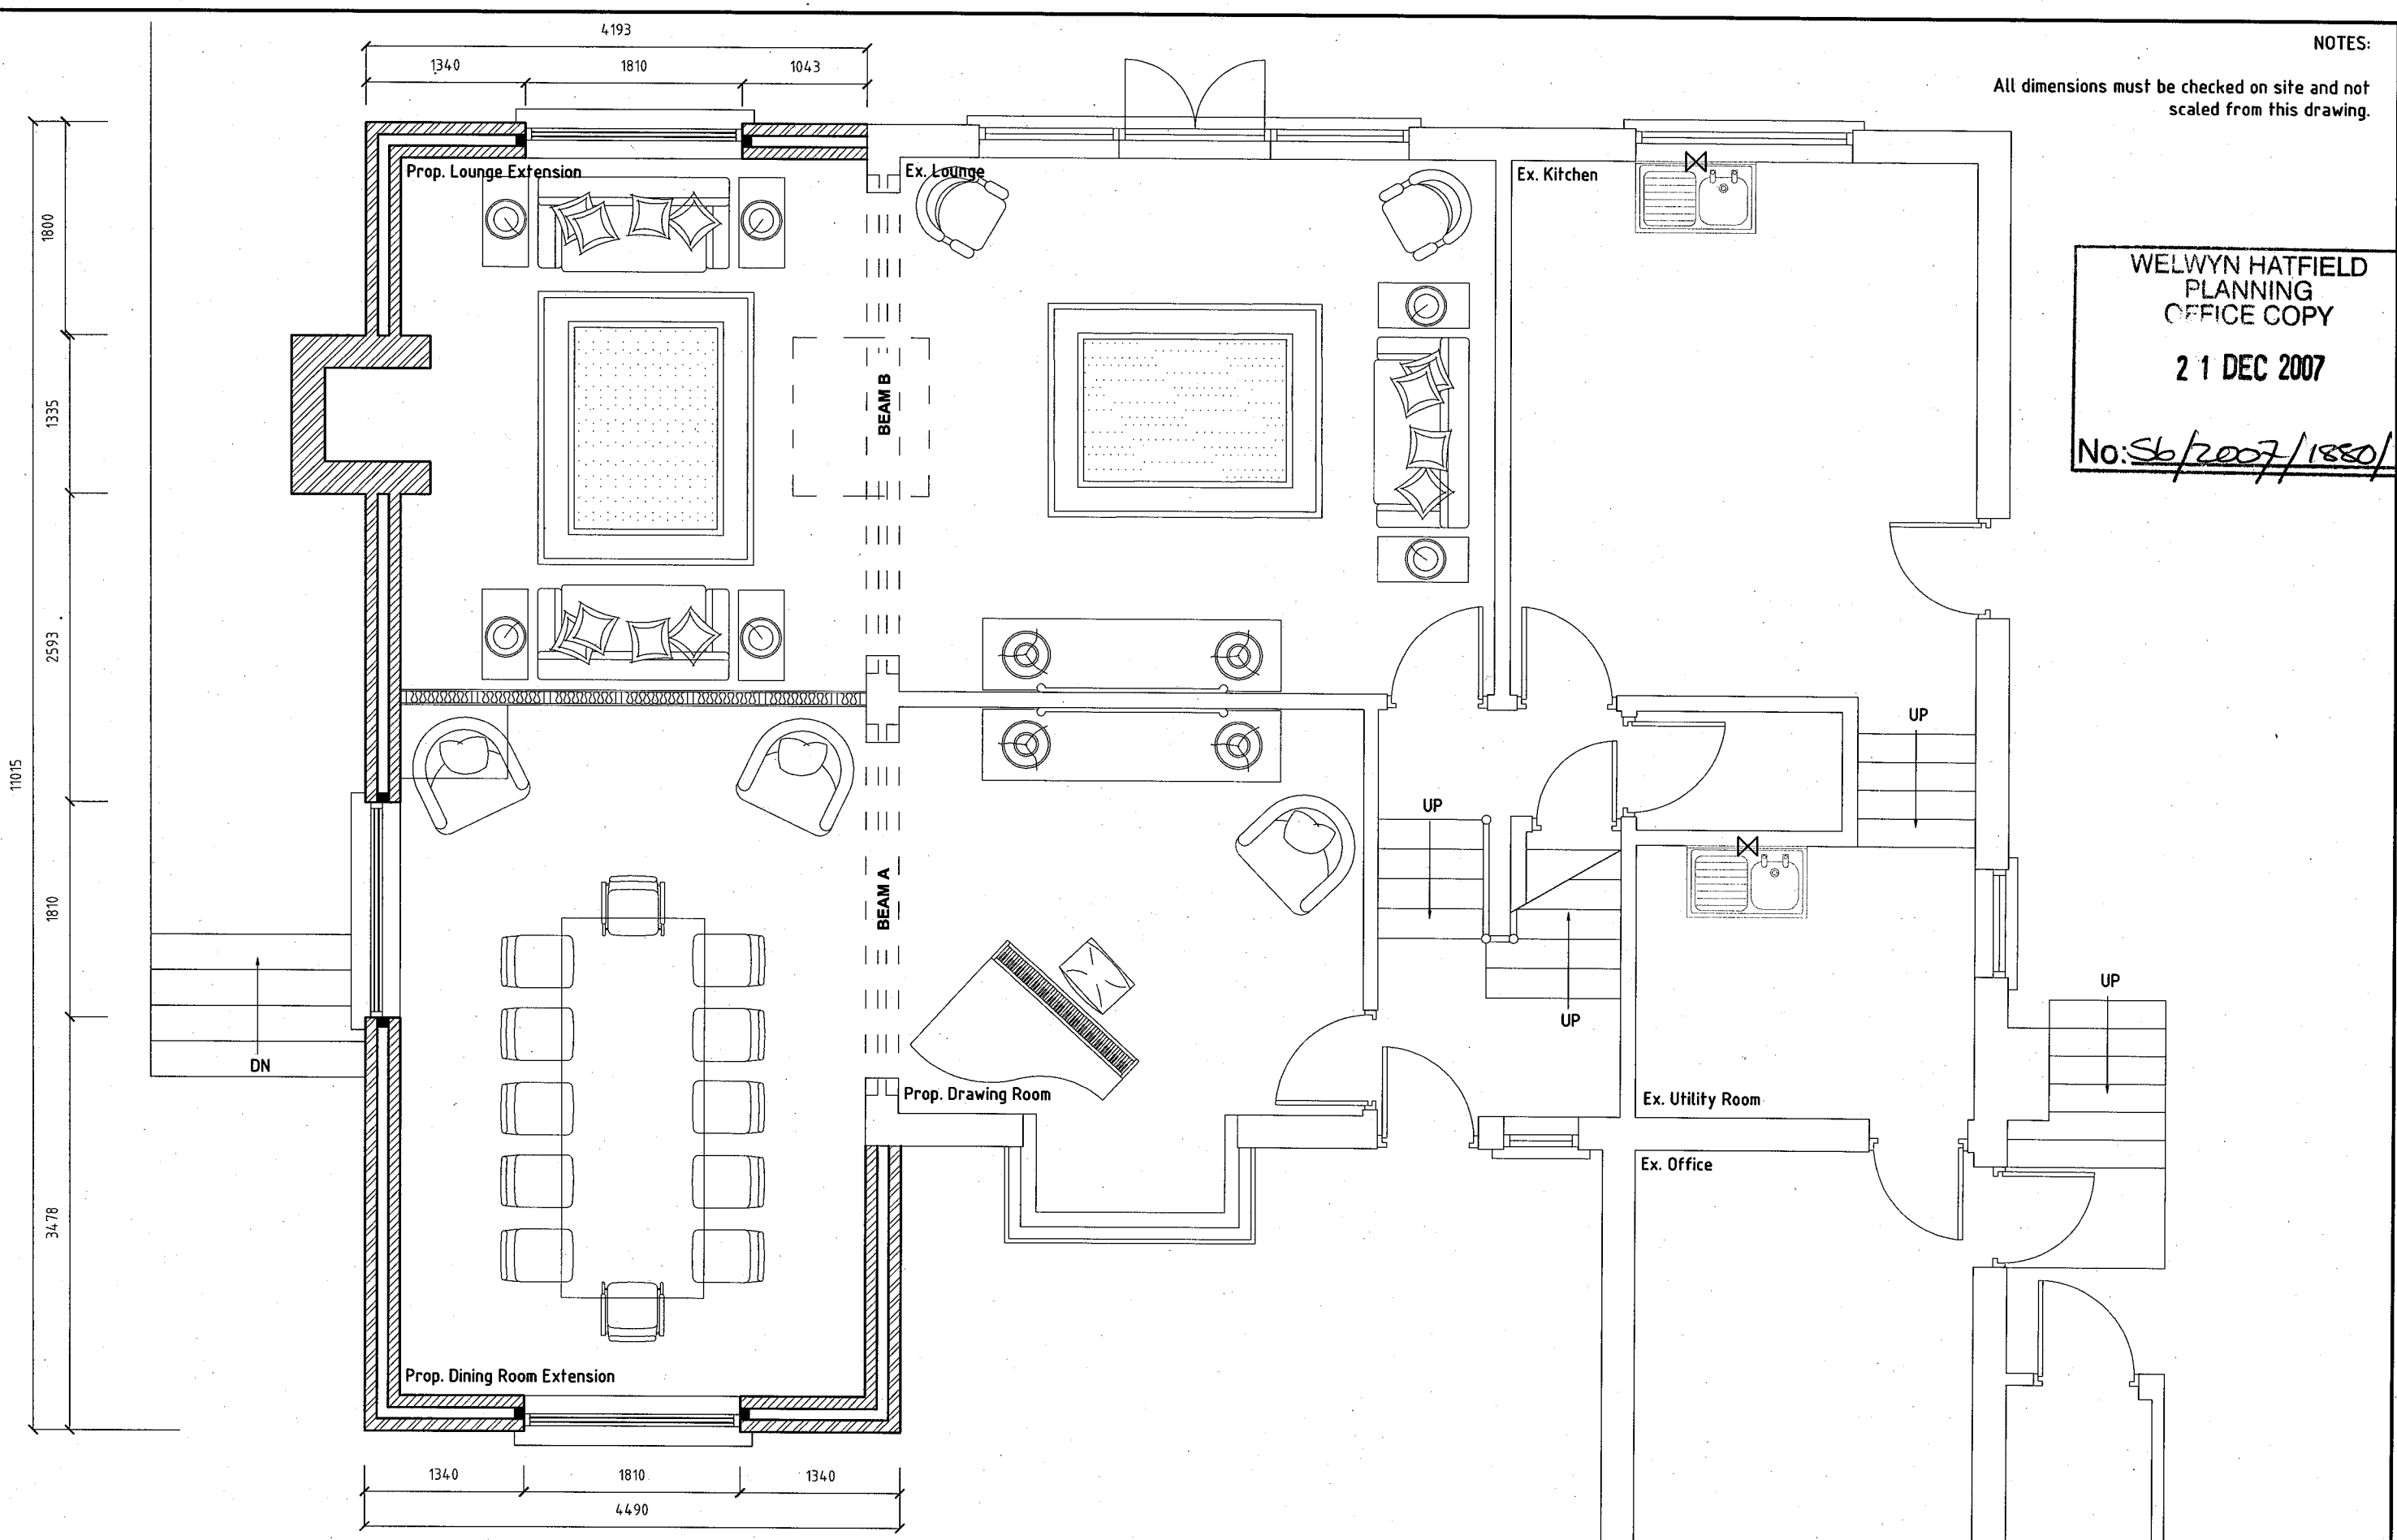 4193
1340 1810 1043
NOTES:
All dimensions must be checked on site and not
scaled from this drawing.
Prop. Lounge Extension
Ex. Lounge
Ex. Kitchen
WELWYN HATFIELD
PLANNING
OFFICE COPY
21 DEC 2007
No: S6/2007/1880/
1800
1335
2593
1810
3478
11015
BEAM B
BEAM A
UP
UP
UP
UP
DN
Prop. Drawing Room
Ex. Utility Room
Ex. Office
Prop. Dining Room Extension
1340 1810 1340
4490